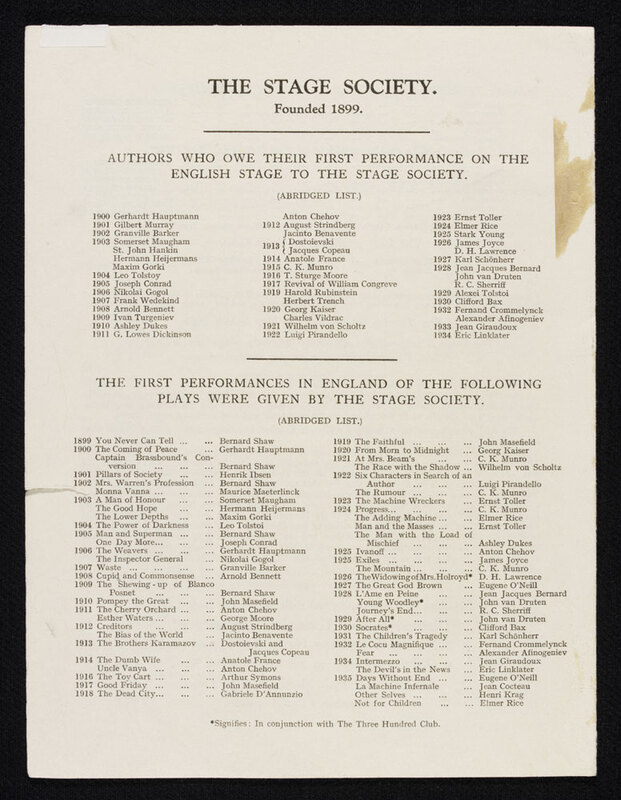 THE STAGE SOCIETY.
Founded 1899.
AUTHORS WHO OWE THEIR FIRST PERFORMANCE ON THE
ENGLISH STAGE TO THE STAGE SOCIETY.
(ABRIDGED LIST.)
1900 Gerhardt Hauptmann
1901 Gilbert Murray
1902 Granville Barker
1903 Somerset Maugham
St. John Hankin
Hermann Heijermans
Maxim Gorki
1904 Leo Tolstoy
1905 Joseph Conrad
1906 Nikolai Gogol
1907 Frank Wedekind
1908 Arnold Bennett
1909 Ivan Turgeniev
1910 Ashley Dukes
1911 G. Lowes Dickinson
Anton Chehov
1912 August Strindberg
Jacinto Benavente
1913 { Dostoievski
Jacques Copeau
1914 Anatole France
1915 C. K. Munro
1916 T. Sturge Moore
1917 Revival of William Congreve
1919 Harold Rubinstein
Herbert Trench
1920 Georg Kaiser
Charles Vildrac
1921 Wilhelm von Scholtz
1922 Luigi Pirandello
1923 Ernst Toller
1924 Elmer Rice
1925 Stark Young
1926 James Joyce
D. H. Lawrence
1927 Karl Schönherr
1928 Jean Jacques Bernard
John van Druten
R. C. Sherriff
1929 Alexei Tolstoi
1930 Clifford Bax
1932 Fernand Crommelynck
Alexander Afinogeniev
1933 Jean Giraudoux
1934 Eric Linklater
THE FIRST PERFORMANCES IN ENGLAND OF THE FOLLOWING
PLAYS WERE GIVEN BY THE STAGE SOCIETY.
(ABRIDGED LIST.)
1899 You Never Can Tell ... ... Bernard Shaw
1900 The Coming of Peace ... Gerhardt Hauptmann
Captain Brassbound's Con-
version ... ... ... ... Bernard Shaw
1901 Pillars of Society ... ... Henrik Ibsen
1902 Mrs. Warren's Profession ... Bernard Shaw
Monna Vanna ... ... ... Maurice Maeterlinck
1903 A Man of Honour ... ... Somerset Maugham
The Good Hope ... ... Hermann Heijermans
The Lower Depths ... ... Maxim Gorki
1904 The Power of Darkness ... Leo Tolstoi
1905 Man and Superman ... ... Bernard Shaw
One Day More... ... ... Joseph Conrad
1906 The Weavers ... ... ... Gerhardt Hauptmann
The Inspector General ... Nikolai Gogol
1907 Waste ... ... ... ... Granville Barker
1908 Cupid and Commonsense ... Arnold Bennett
1909 The Shewing-up of Blanco
Posnet ... ... ... Bernard Shaw
1910 Pompey the Great ... ... John Masefield
1911 The Cherry Orchard ... ... Anton Chehov
Esther Waters ... ... ... George Moore
1912 Creditors ... ... ... August Strindberg
The Bias of the World ... Jacinto Benavente
1913 The Brothers Karamazov ... Dostoievski and
Jacques Copeau
1914 The Dumb Wife ... ... Anatole France
Uncle Vanya ... ... ... Anton Chehov
1916 The Toy Cart ... ... ... Arthur Symons
1917 Good Friday ... ... ... John Masefield
1918 The Dead City... ... ... Gabriele D'Annunzio
1919 The Faithful ... ... ... John Masefield
1920 From Morn to Midnight ... Georg Kaiser
1921 At Mrs. Beam's ... ... C. K. Munro
The Race with the Shadow ... Wilhelm von Scholtz
1922 Six Characters in Search of an
Author ... ... ... Luigi Pirandello
The Rumour ... ... ... C. K. Munro
1923 The Machine Wreckers ... Ernst Toller
1924 Progress... ... ... ... C. K. Munro
The Adding Machine ... ... Elmer Rice
Man and the Masses ... ... Ernst Toller
The Man with the Load of
Mischief ... ... ... Ashley Dukes
1925 Ivanoff ... ... ... ... Anton Chehov
1925 Exiles ... ... ... ... James Joyce
The Mountain ... ... ... C. K. Munro
1926 The Widowing of Mrs. Holroyd* D. H. Lawrence
1927 The Great God Brown ... Eugene O'Neill
1928 L'Ame en Peine ... ... Jean Jacques Bernard
Young Woodley* ... ... John van Druten
Journey's End... ... ... R. C. Sherriff
1929 After All* ... ... ... John van Druten
1930 Socrates* ... ... ... Clifford Bax
1931 The Children's Tragedy ... Karl Schönherr
1932 Le Cocu Magnifique ... ... Fernand Crommelynck
Fear ... ... ... ... Alexander Afinogeniev
1934 Intermezzo ... ... ... Jean Giraudoux
The Devil's in the News ... Eric Linklater
1935 Days Without End ... ... Eugene O'Neill
La Machine Infernale ... Jean Cocteau
Other Selves ... ... ... Henri Krag
Not for Children ... ... Elmer Rice
*Signifies: In conjunction with The Three Hundred Club.